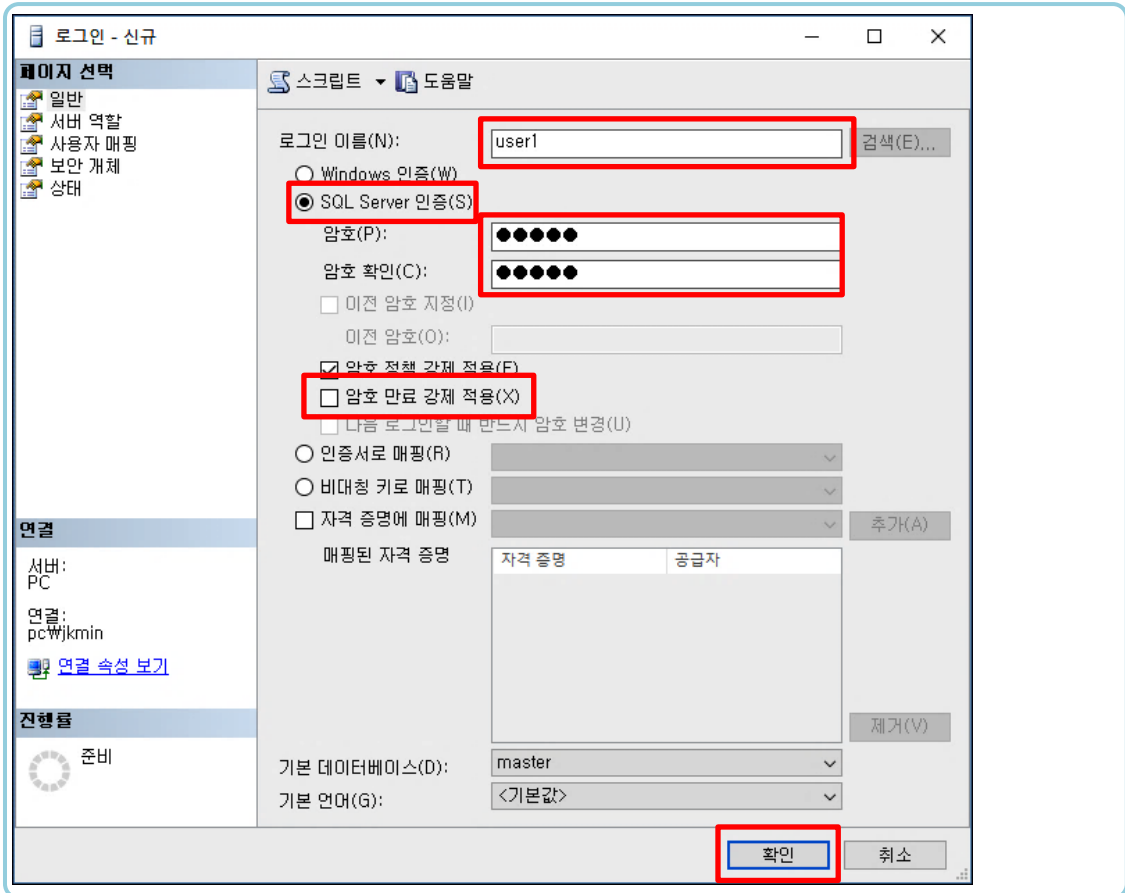 로그인 - 신규
페이지 선택
일반
서버 역할
사용자 매핑
보안 개체
상태
스크립트 도움말
로그인 이름(N): user1 검색(E)...
Windows 인증(W)
SQL Server 인증(S)
암호(P): ●●●●●
암호 확인(C): ●●●●●
이전 암호 지정(I)
이전 암호(O):
암호 정책 강제 적용(F)
암호 만료 강제 적용(X)
다음 로그인할 때 반드시 암호 변경(U)
인증서로 매핑(R)
비대칭 키로 매핑(T)
자격 증명에 매핑(M) 추가(A)
매핑된 자격 증명 자격 증명 공급자
제거(V)
기본 데이터베이스(D): master
기본 언어(G): <기본값>
연결
서버:
PC
연결:
pc₩jkmin
연결 속성 보기
진행률
준비
확인 취소